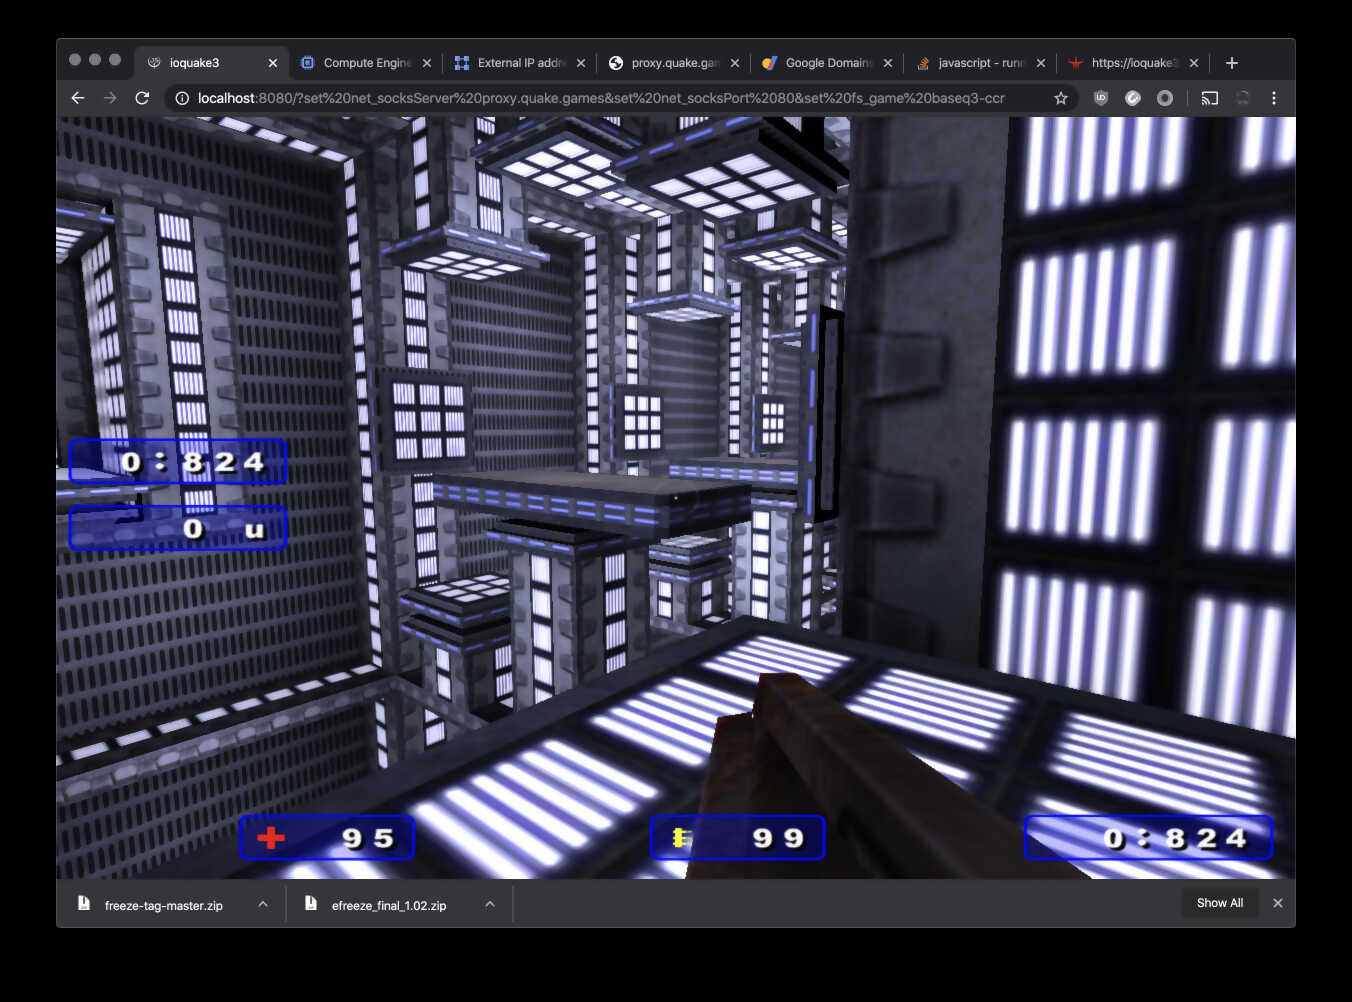 ioquake3
Compute Engine
External IP addre
proxy.quake.gam
Google Domains
javascript - runn
https://ioquake3
localhost:8080/?set%20net_socksServer%20proxy.quake.games&set%20net_socksPort%2080&set%20fs_game%20baseq3-ccr
0:824
0 u
95
99
0:824
freeze-tag-master.zip
efreeze_final_1.02.zip
Show All